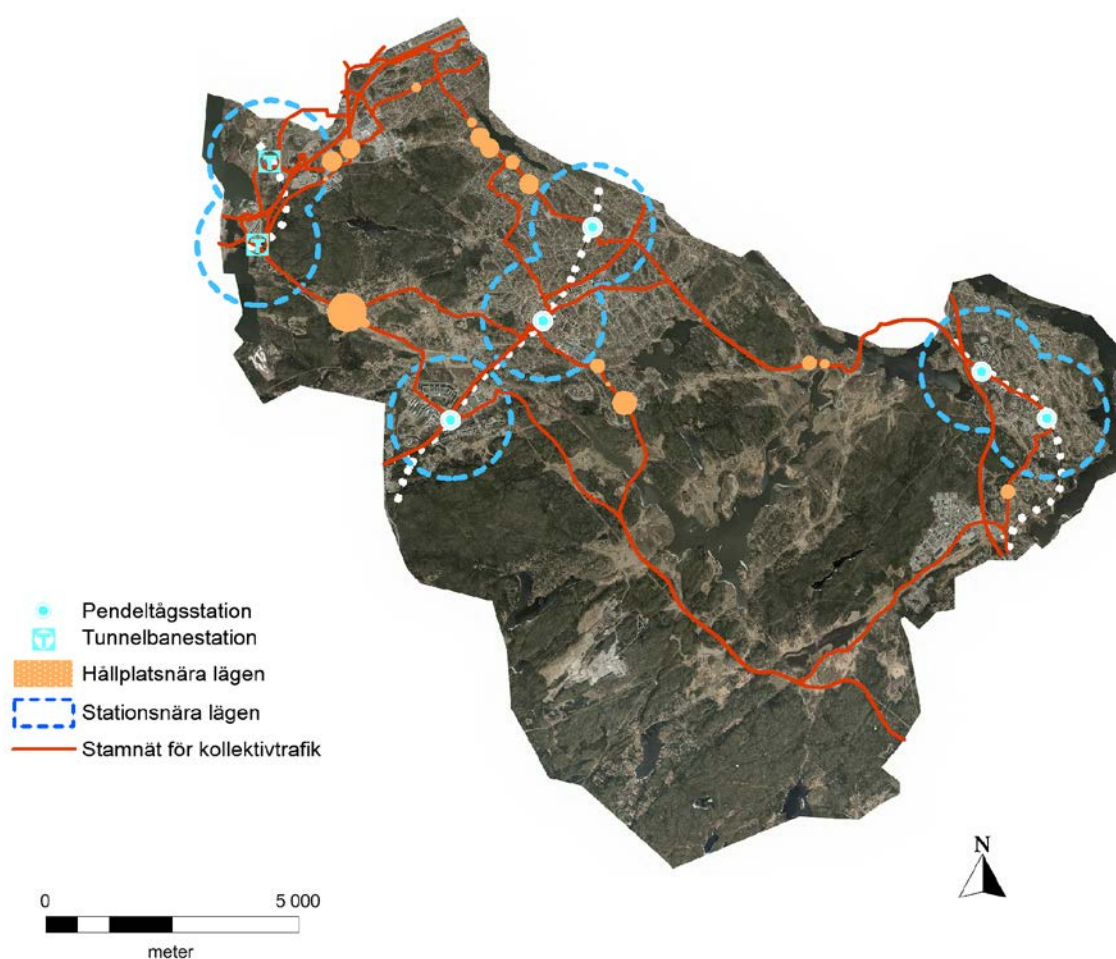 Pendeltågsstation
Tunnelbanestation
Hållplatsnära lägen
Stationsnära lägen
Stamnät för kollektivtrafik
N
0 5 000
meter